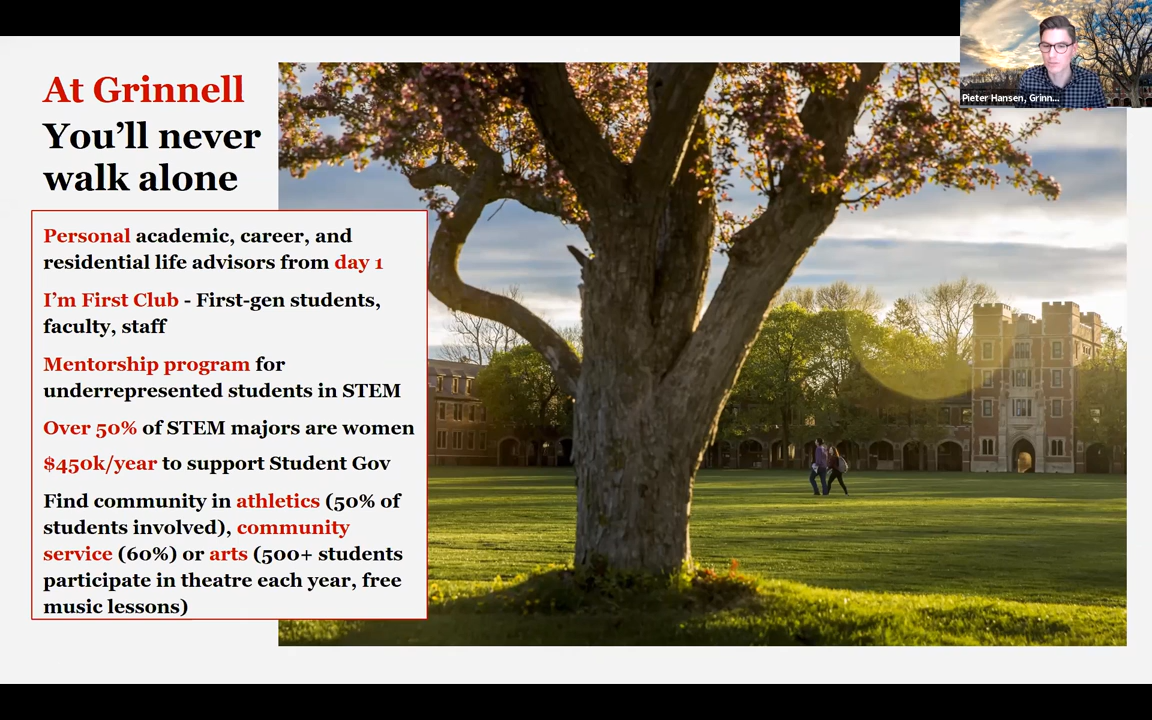 At Grinnell
You’ll never
walk alone
Personal academic, career, and
residential life advisors from day 1
I’m First Club - First-gen students,
faculty, staff
Mentorship program for
underrepresented students in STEM
Over 50% of STEM majors are women
$450k/year to support Student Gov
Find community in athletics (50% of
students involved), community
service (60%) or arts (500+ students
participate in theatre each year, free
music lessons)
Pieter Hansen, Grinn...